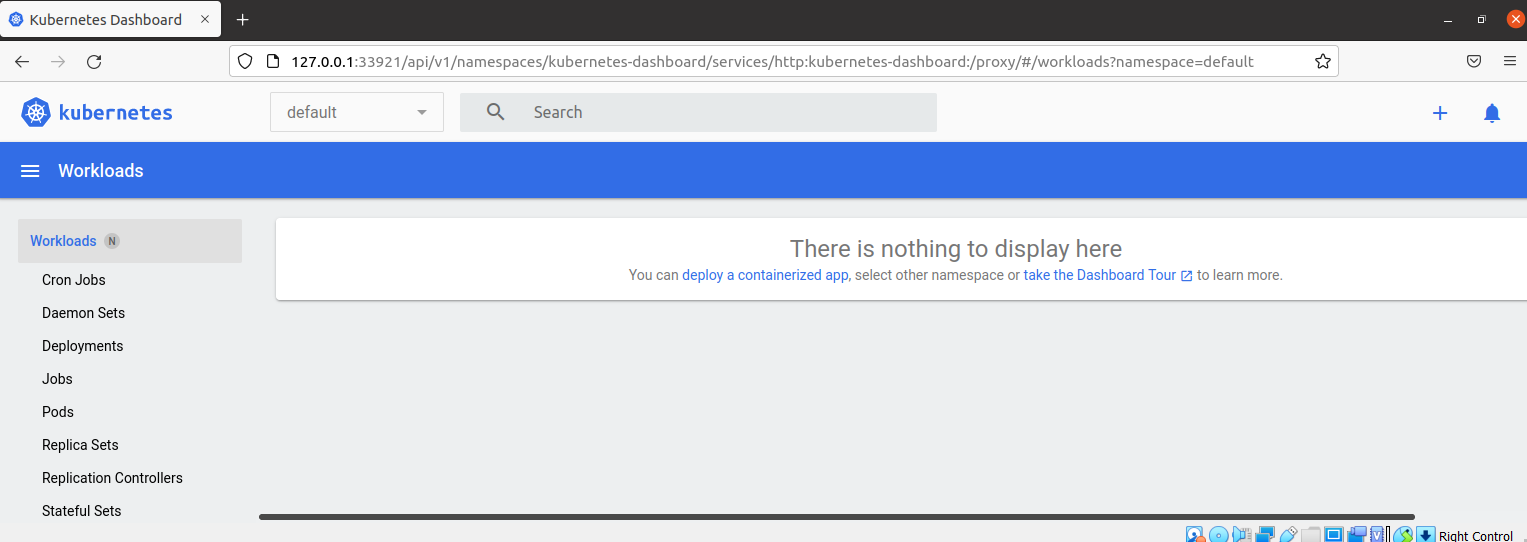 Kubernetes Dashboard
127.0.0.1:33921/api/v1/namespaces/kubernetes-dashboard/services/http:kubernetes-dashboard:/proxy/#/workloads?namespace=default
kubernetes
default
Search
Workloads
Workloads N
There is nothing to display here
You can deploy a containerized app, select other namespace or take the Dashboard Tour to learn more.
Cron Jobs
Daemon Sets
Deployments
Jobs
Pods
Replica Sets
Replication Controllers
Stateful Sets
Right Control